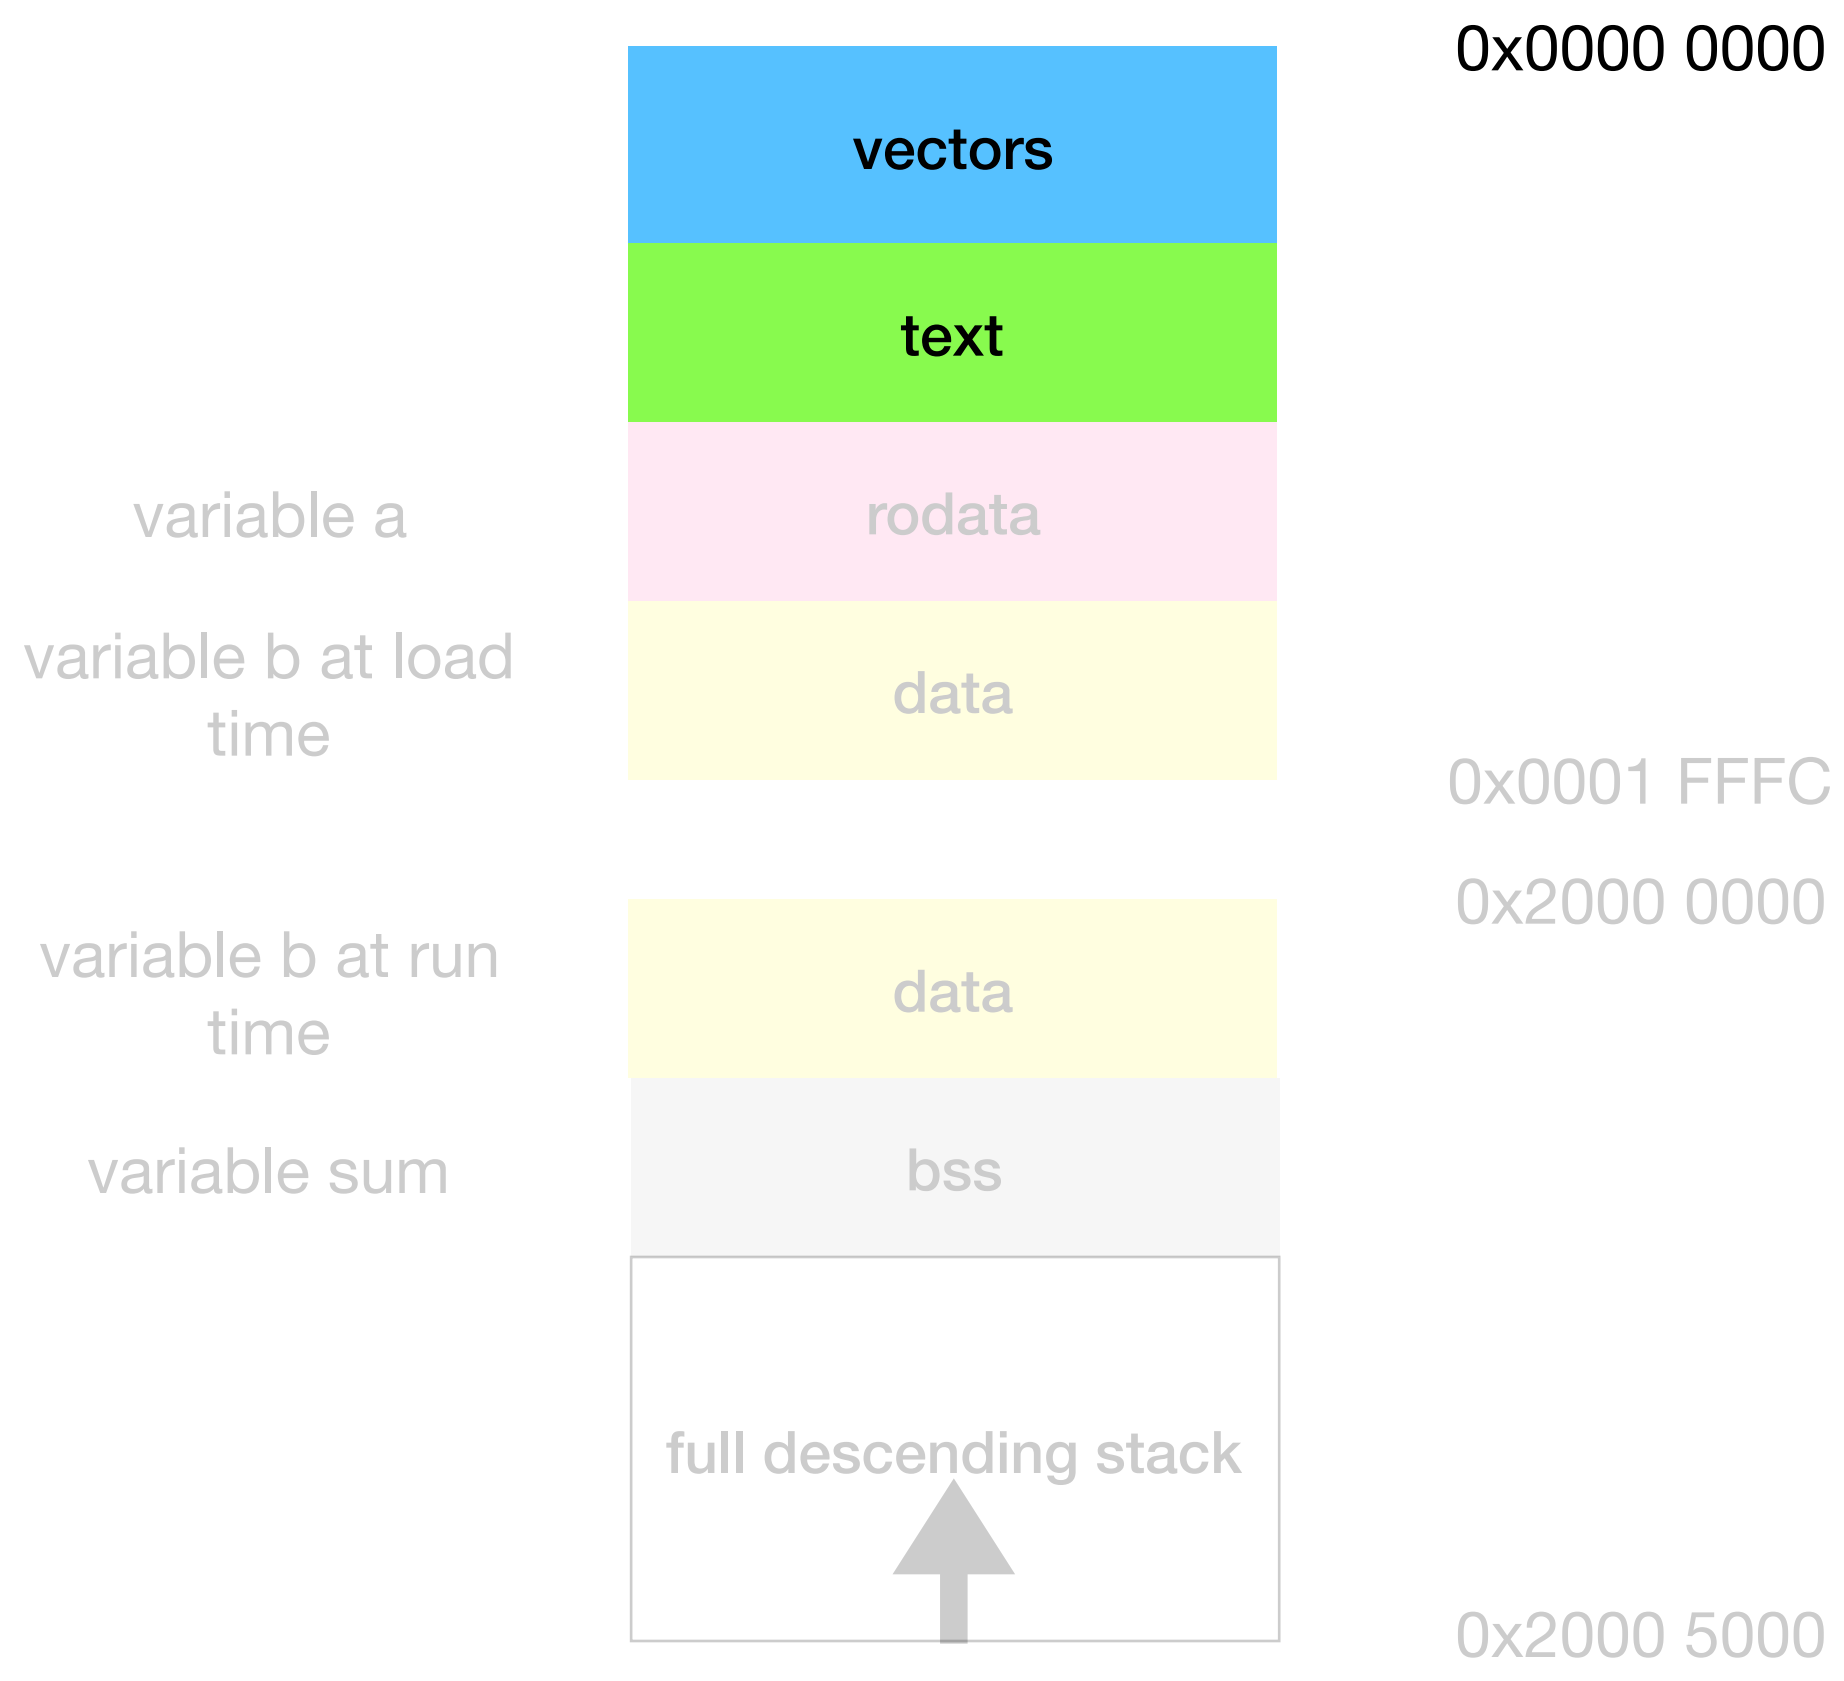 0x0000 0000
vectors
text
variable a
rodata
variable b at load
time
data
0x0001 FFFC
0x2000 0000
variable b at run
time
data
variable sum
bss
full descending stack
0x2000 5000